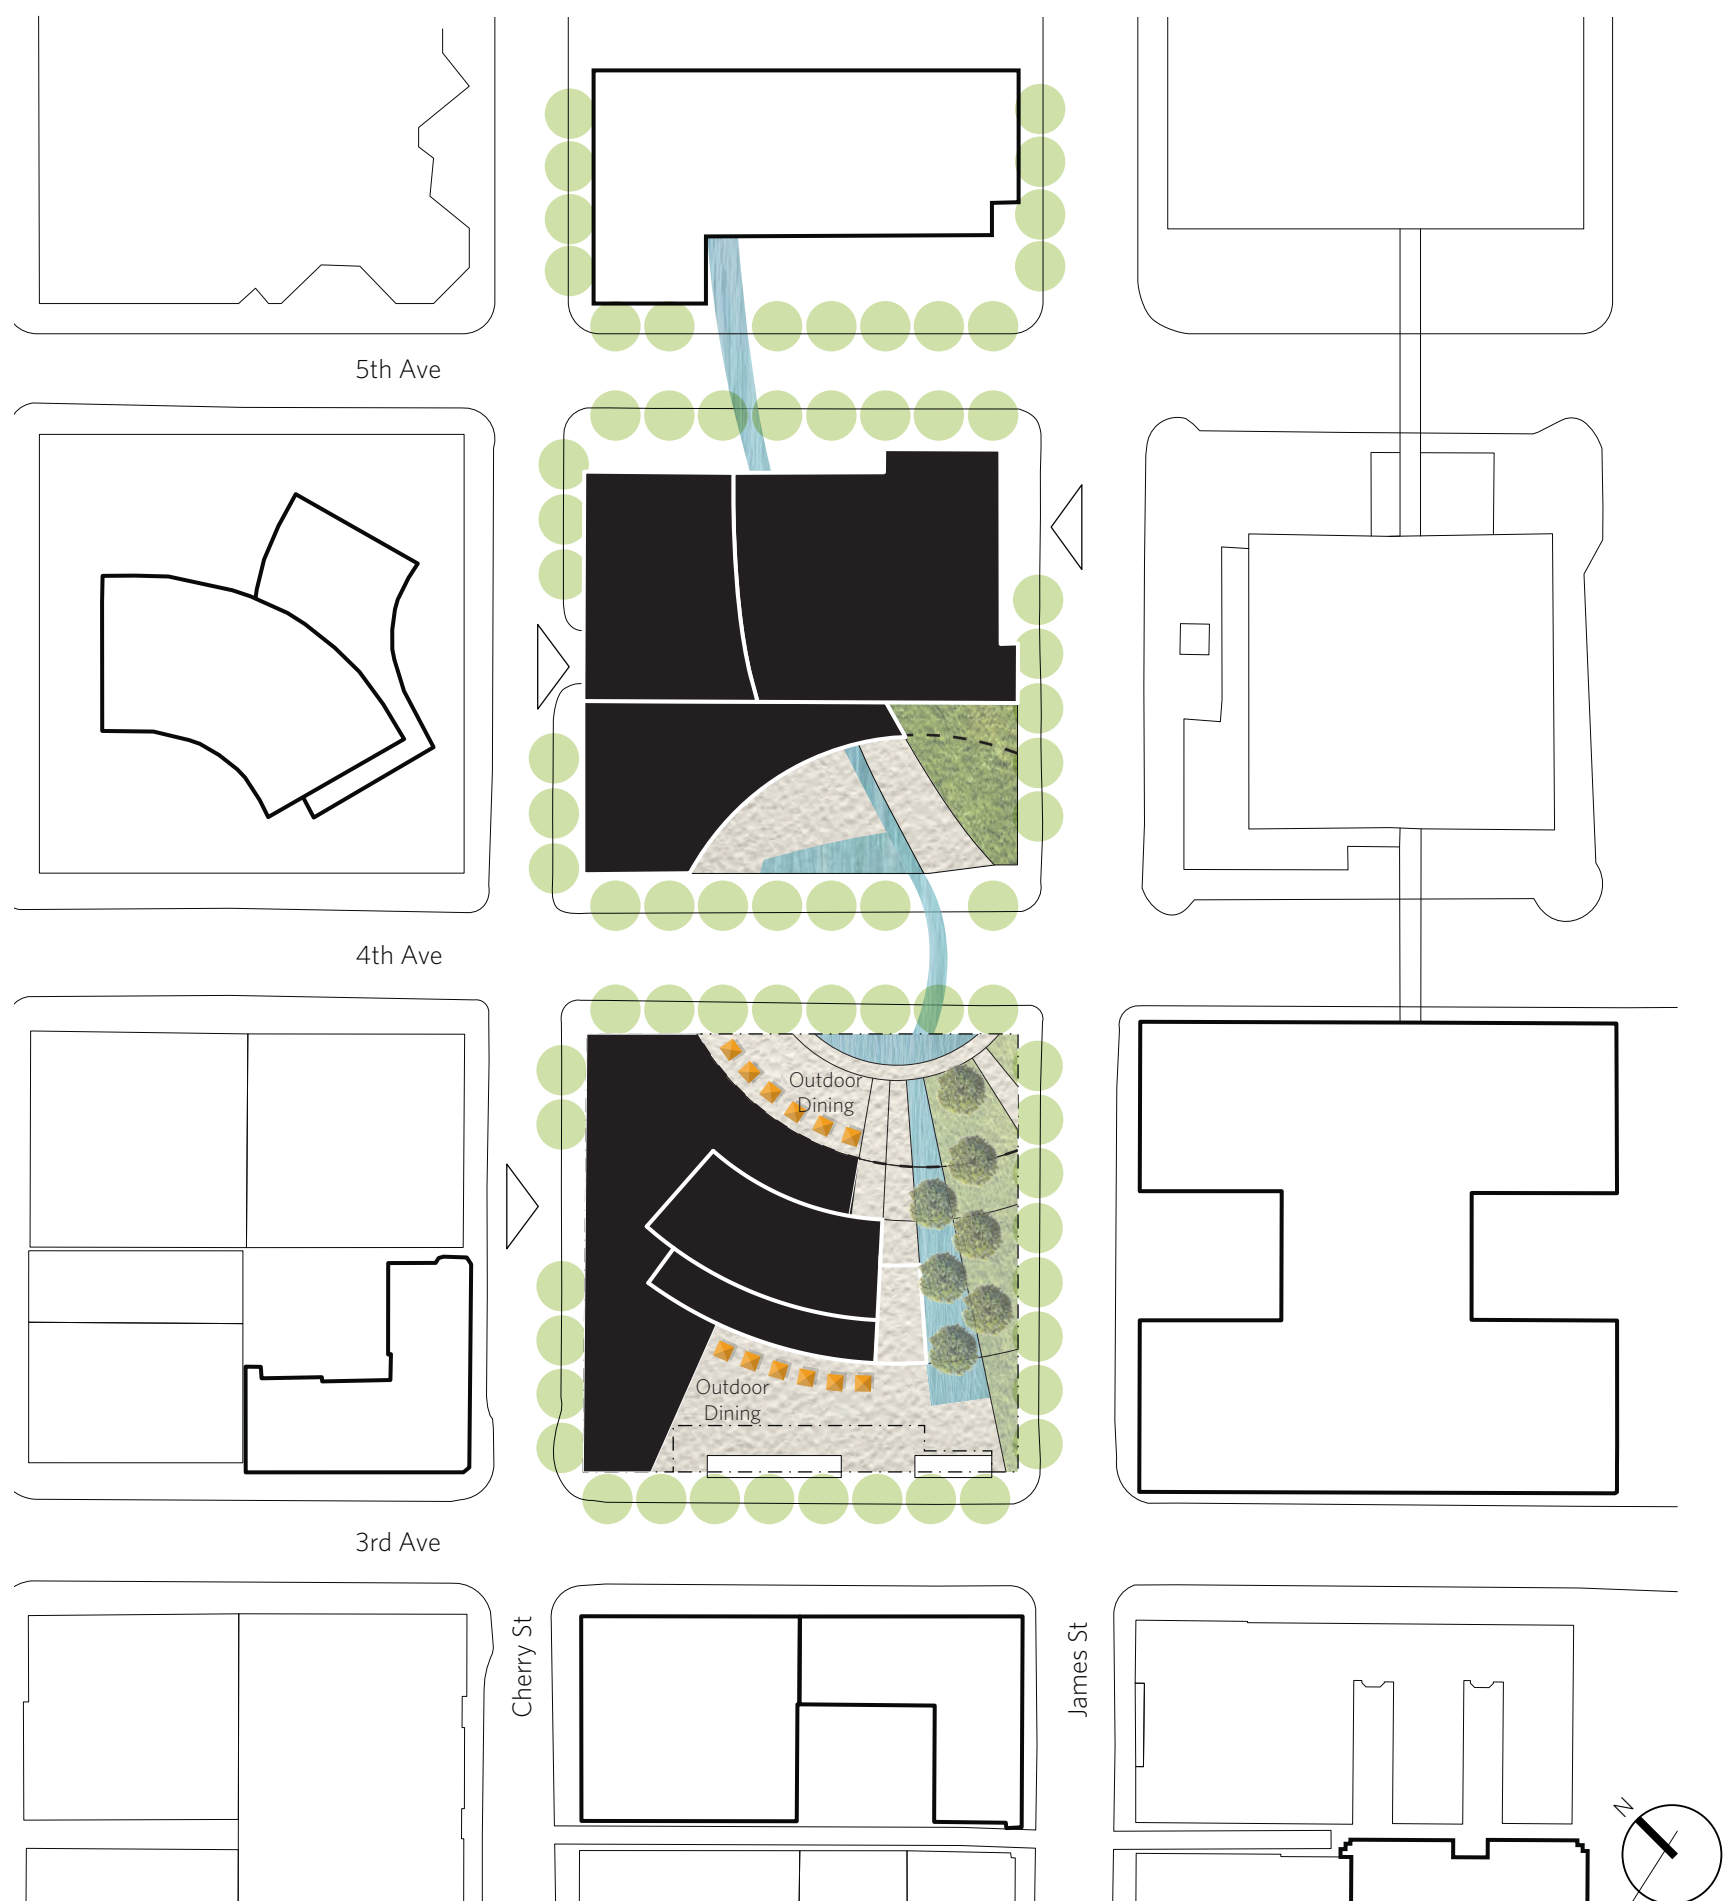 5th Ave
4th Ave
Outdoor
Dining
Outdoor
Dining
3rd Ave
Cherry St
James St
N